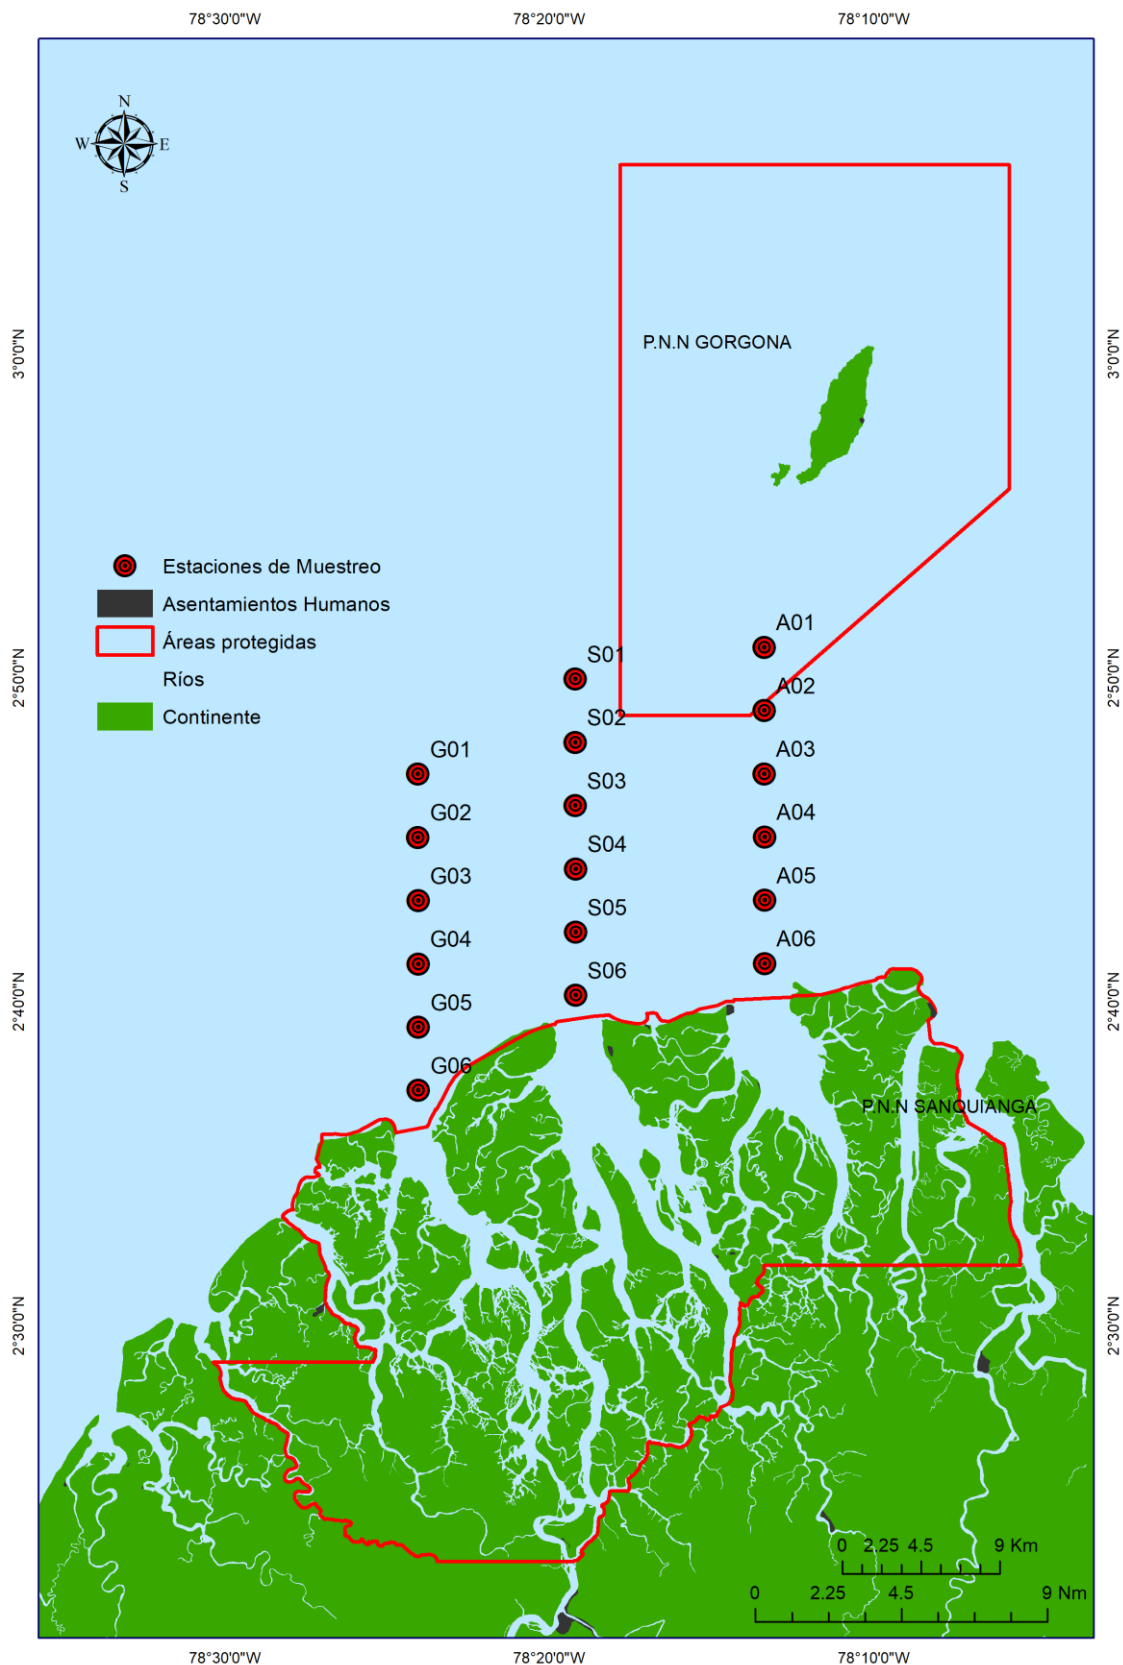 78°30'0"W 78°20'0"W 78°10'0"W
N
W E
S
3°0'0"N
3°0'0"N
P.N.N GORGONA
Estaciones de Muestreo
Asentamientos Humanos
Áreas protegidas
Ríos
Continente
2°50'0"N
2°50'0"N
A01
S01
A02
S02
G01
A03
S03
G02
A04
S04
G03
A05
S05
G04
A06
S06
G05
G06
2°40'0"N
2°40'0"N
P.N.N SANQUIANGA
2°30'0"N
2°30'0"N
0 2.25 4.5 9 Km
0 2.25 4.5 9 Nm
78°30'0"W 78°20'0"W 78°10'0"W